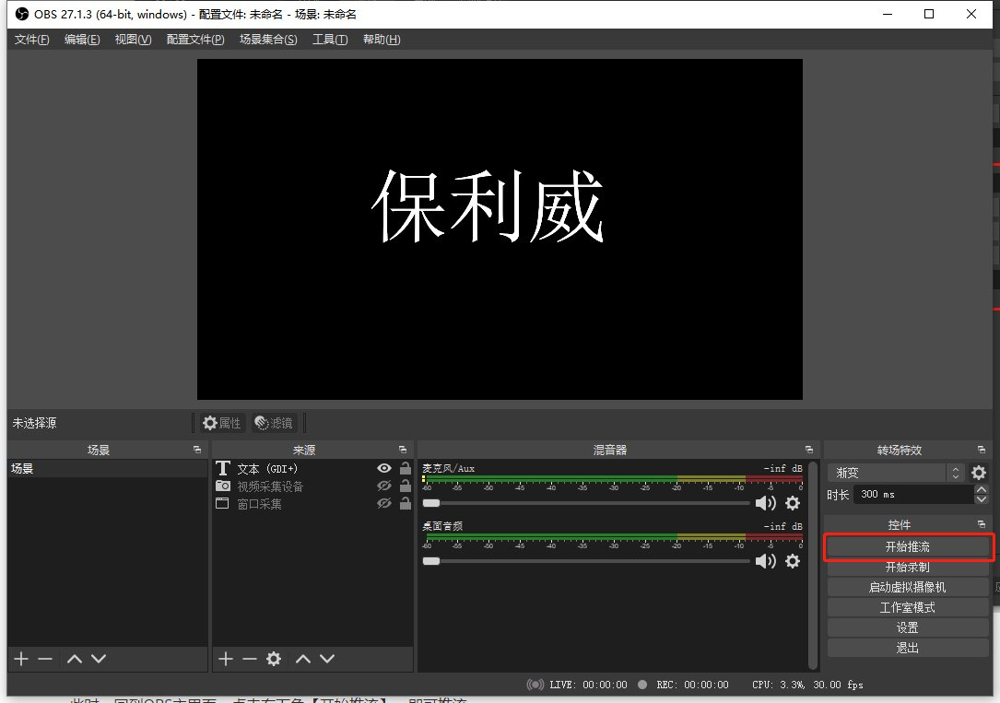 OBS 27.1.3 (64-bit, windows) - 配置文件: 未命名 - 场景: 未命名
文件(F) 编辑(E) 视图(V) 配置文件(P) 场景集合(S) 工具(T) 帮助(H)
保利威
未选择源 属性 滤镜
场景 来源 混音器 转场特效
场景
文本 (GDI+)
视频采集设备
窗口采集
麦克风/Aux -inf dB
-60 -55 -50 -45 -40 -35 -30 -25 -20 -15 -10 -5 0
桌面音频 -inf dB
-60 -55 -50 -45 -40 -35 -30 -25 -20 -15 -10 -5 0
渐变
时长 300 ms
控件
开始推流
开始录制
启动虚拟摄像机
工作室模式
设置
退出
LIVE: 00:00:00 REC: 00:00:00 CPU: 3.3%, 30.00 fps